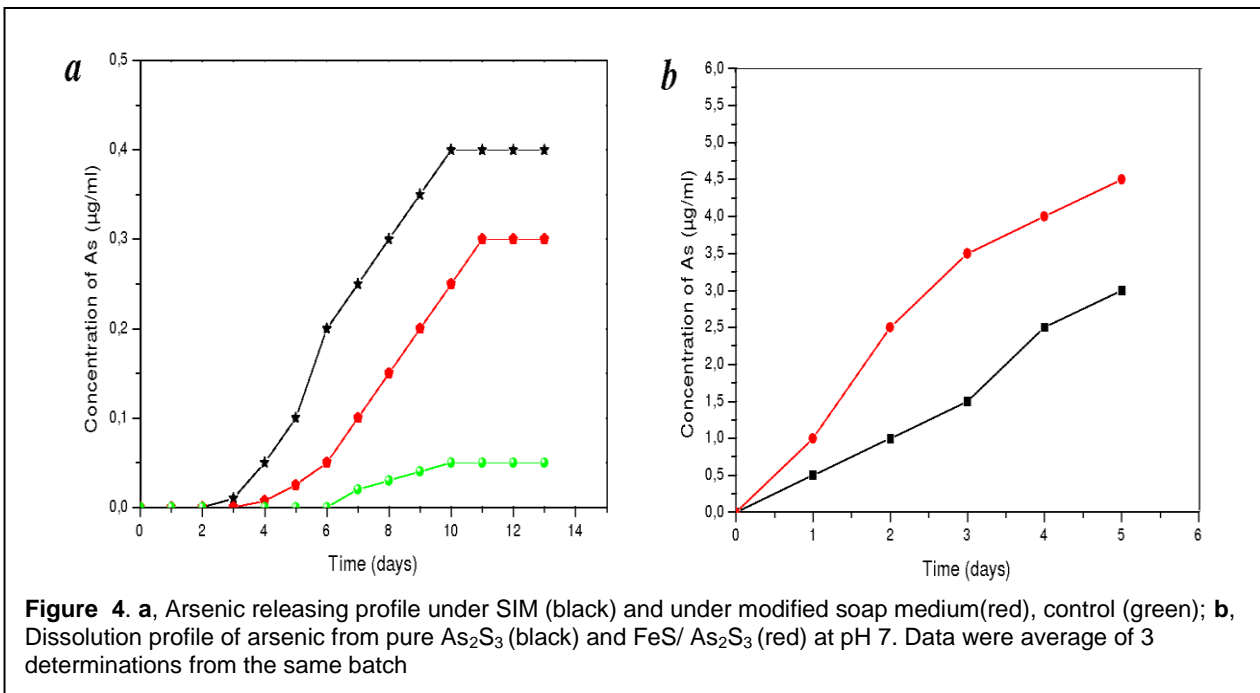 a
0,5
0,4
0,3
0,2
0,1
0,0
Concentration of As (µg/ml)
0 2 4 6 8 10 12 14
Time (days)
b
6,0
5,5
5,0
4,5
4,0
3,5
3,0
2,5
2,0
1,5
1,0
0,5
0,0
Concentration of As (µg/ml)
0 1 2 3 4 5 6
Time (days)
Figure 4. a, Arsenic releasing profile under SIM (black) and under modified soap medium(red), control (green); b,
Dissolution profile of arsenic from pure As₂S₃ (black) and FeS/ As₂S₃ (red) at pH 7. Data were average of 3
determinations from the same batch